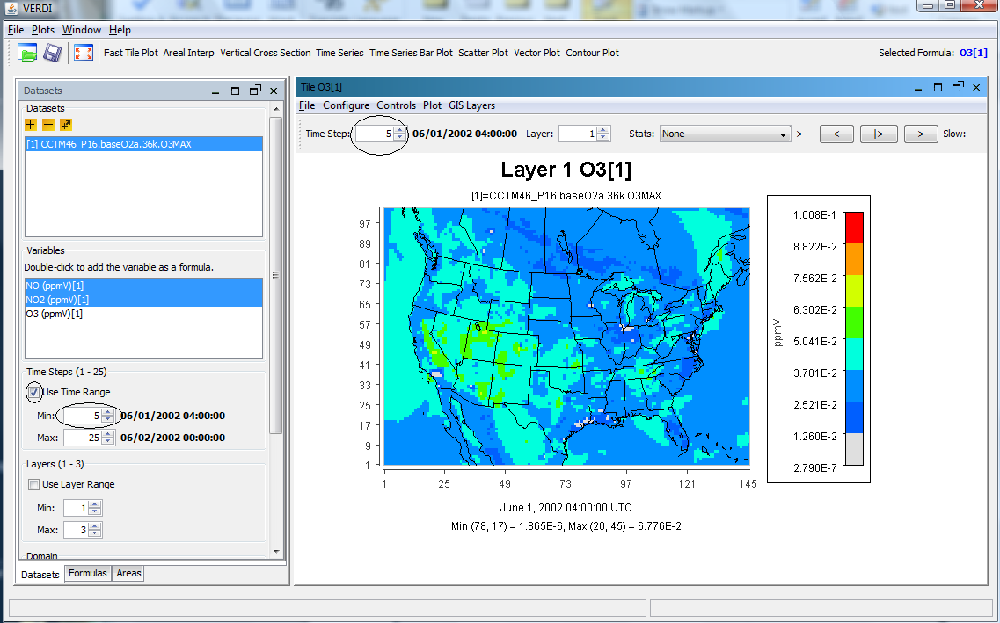 VERDI
File Plots Window Help
Fast Tile Plot Areal Interp Vertical Cross Section Time Series Time Series Bar Plot Scatter Plot Vector Plot Contour Plot Selected Formula: O3[1]
Datasets
Datasets
[1] CCTM46_P16.baseO2a.36k.O3MAX
Variables
Double-click to add the variable as a formula.
NO (ppmV)[1]
NO2 (ppmV)[1]
O3 (ppmV)[1]
Time Steps (1 - 25)
Use Time Range
Min: 5 06/01/2002 04:00:00
Max: 25 06/02/2002 00:00:00
Layers (1 - 3)
Use Layer Range
Min: 1
Max: 3
Domain
Datasets Formulas Areas
Tile O3[1]
File Configure Controls Plot GIS Layers
Time Step: 5 06/01/2002 04:00:00 Layer: 1 Stats: None > < |> > Slow:
Layer 1 O3[1]
[1]=CCTM46_P16.baseO2a.36k.O3MAX
97
89
81
73
65
57
49
41
33
25
17
9
1
1 25 49 73 97 121 145
ppmV
1.008E-1
8.822E-2
7.562E-2
6.302E-2
5.041E-2
3.781E-2
2.521E-2
1.260E-2
2.790E-7
June 1, 2002 04:00:00 UTC
Min (78, 17) = 1.865E-6, Max (20, 45) = 6.776E-2